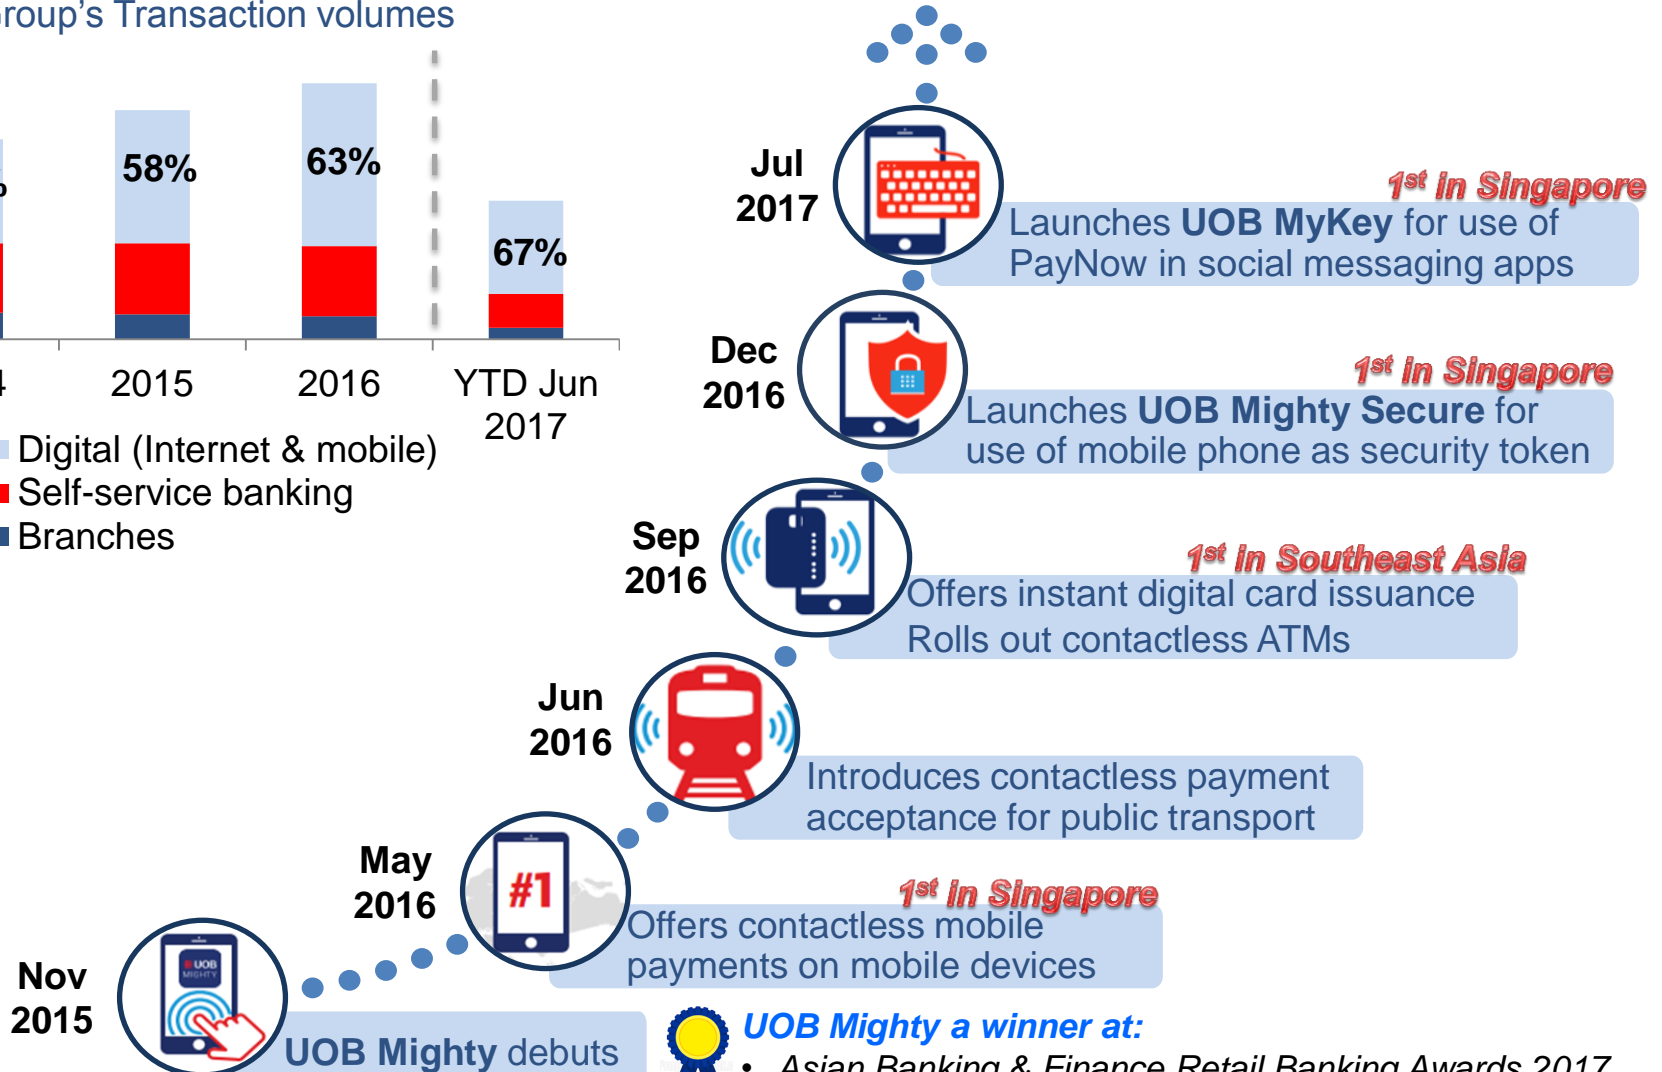 Group's Transaction volumes
58%
63%
67%
2015
2016
YTD Jun
2017
Digital (Internet & mobile)
Self-service banking
Branches
Jul
2017
1st in Singapore
Launches UOB MyKey for use of
PayNow in social messaging apps
Dec
2016
1st in Singapore
Launches UOB Mighty Secure for
use of mobile phone as security token
Sep
2016
1st in Southeast Asia
Offers instant digital card issuance
Rolls out contactless ATMs
Jun
2016
Introduces contactless payment
acceptance for public transport
May
2016
#1
1st in Singapore
Offers contactless mobile
payments on mobile devices
Nov
2015
UOB
MIGHTY
UOB Mighty debuts
UOB Mighty a winner at:
• Asian Banking & Finance Retail Banking Awards 2017